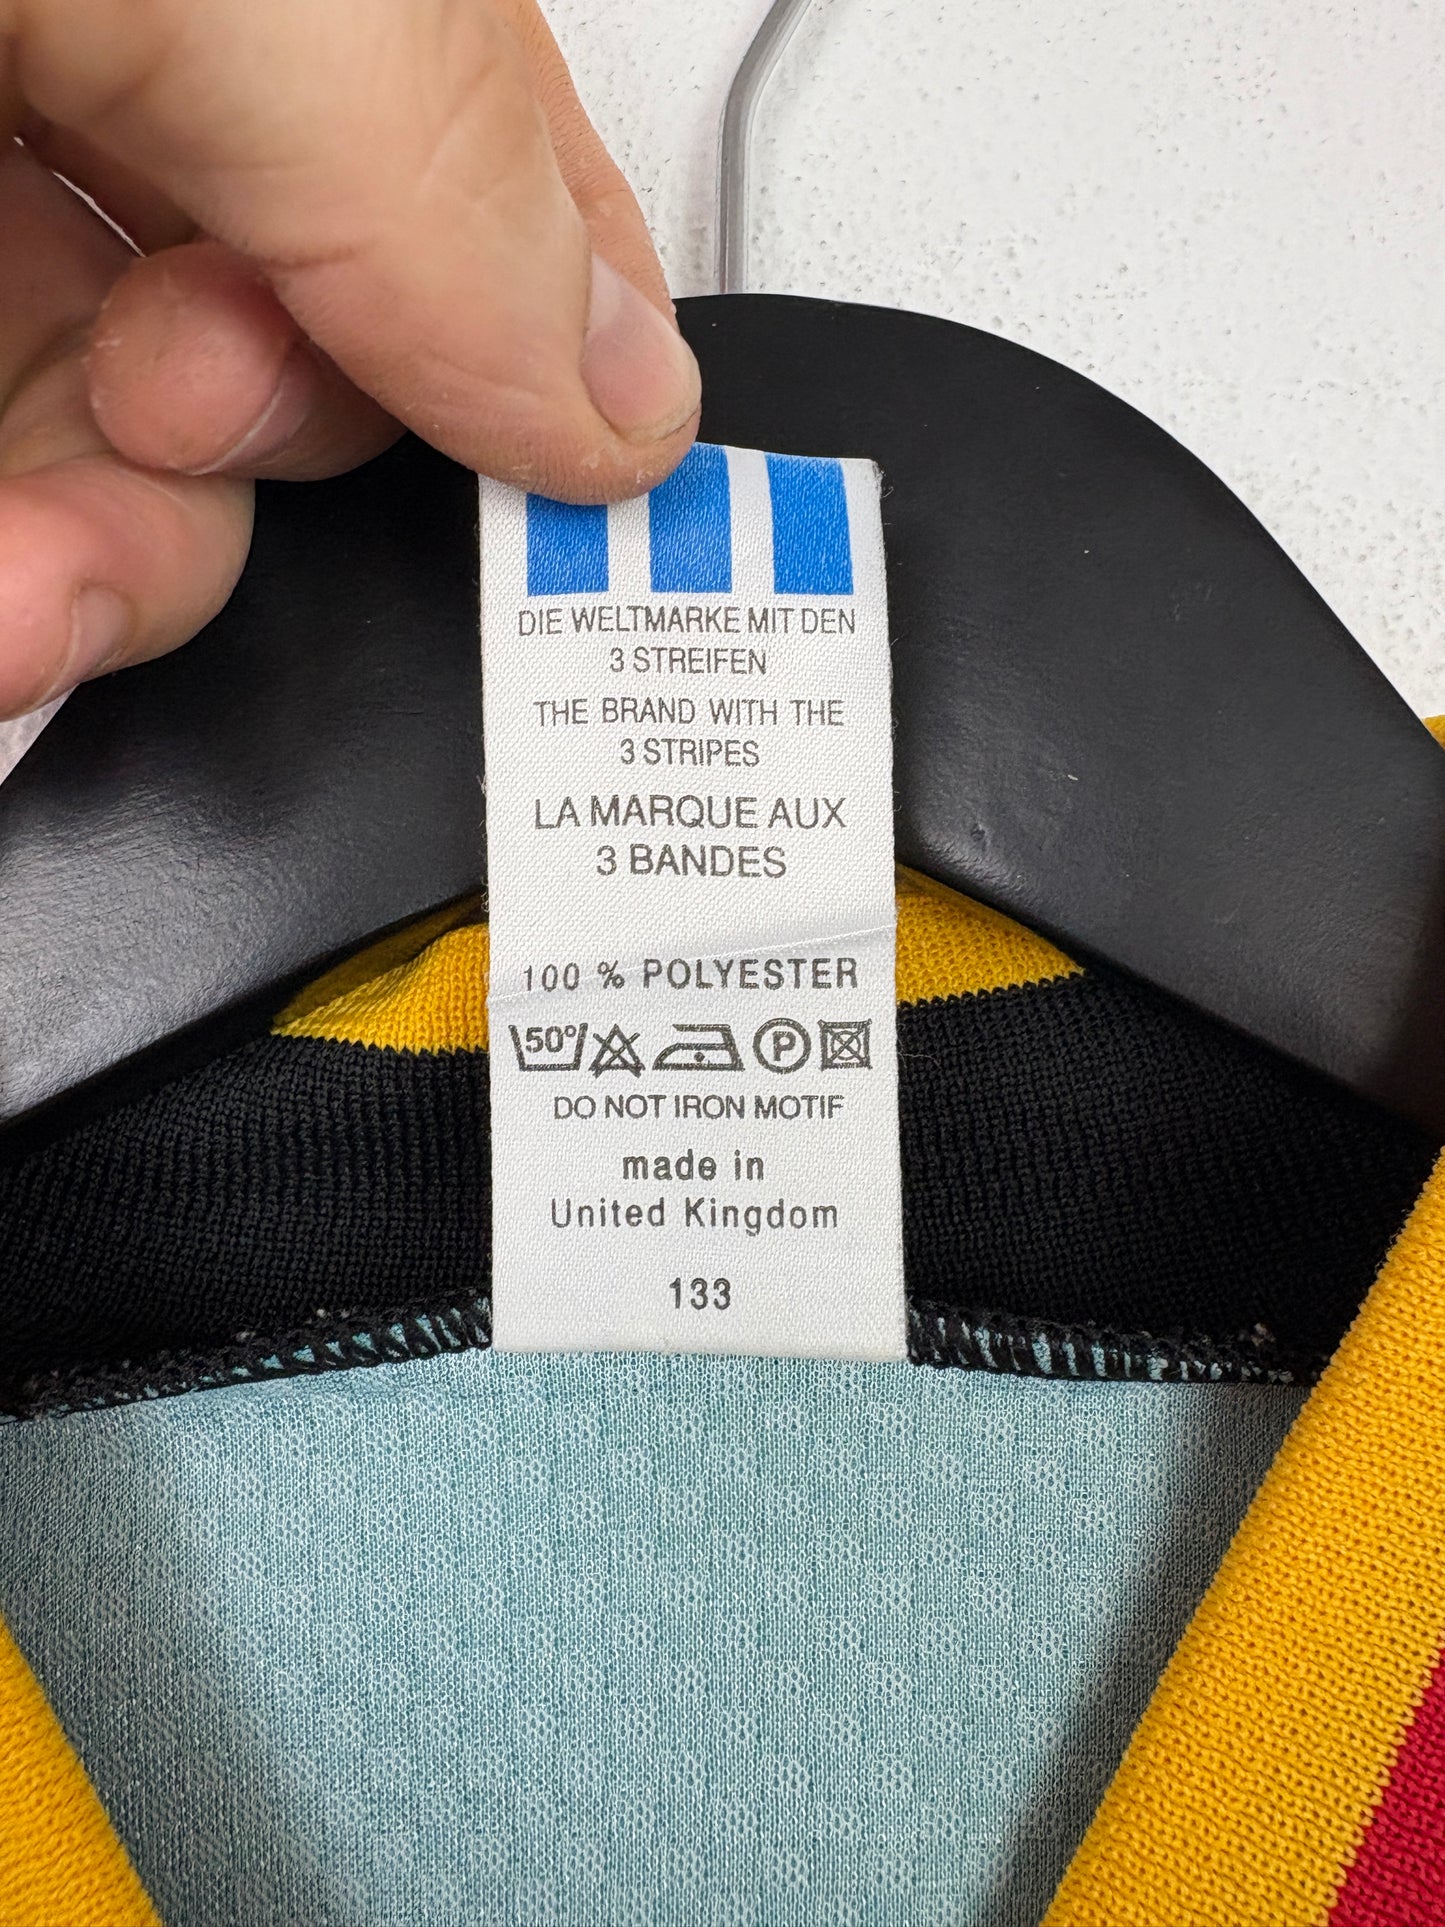 DIE WELTMARKE MIT DEN
3 STREIFEN
THE BRAND WITH THE
3 STRIPES
LA MARQUE AUX
3 BANDES
100 % POLYESTER
50° P
DO NOT IRON MOTIF
made in
United Kingdom
133